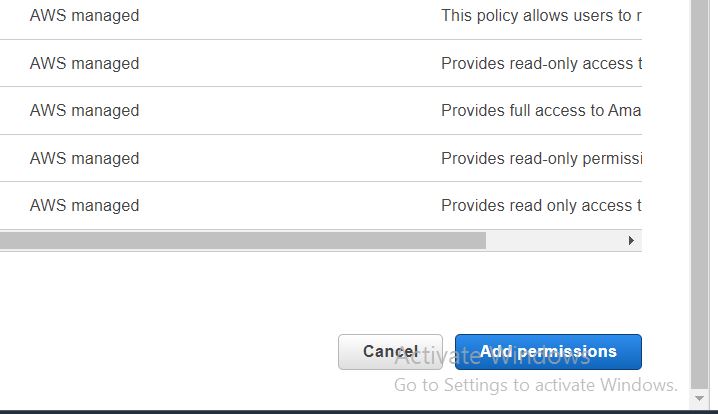 AWS managed This policy allows users to r
AWS managed Provides read-only access t
AWS managed Provides full access to Ama
AWS managed Provides read-only permissi
AWS managed Provides read only access t
Cancel Add permissions
Activate Windows
Go to Settings to activate Windows.